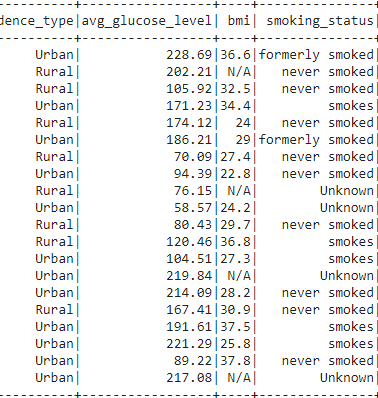 dence_type|avg_glucose_level| bmi| smoking_status|
Urban| 228.69|36.6|formerly smoked|
Rural| 202.21| N/A| never smoked|
Rural| 105.92|32.5| never smoked|
Urban| 171.23|34.4| smokes|
Rural| 174.12| 24| never smoked|
Urban| 186.21| 29|formerly smoked|
Rural| 70.09|27.4| never smoked|
Urban| 94.39|22.8| never smoked|
Rural| 76.15| N/A| Unknown|
Urban| 58.57|24.2| Unknown|
Rural| 80.43|29.7| never smoked|
Rural| 120.46|36.8| smokes|
Urban| 104.51|27.3| smokes|
Urban| 219.84| N/A| Unknown|
Urban| 214.09|28.2| never smoked|
Rural| 167.41|30.9| never smoked|
Urban| 191.61|37.5| smokes|
Urban| 221.29|25.8| smokes|
Urban| 89.22|37.8| never smoked|
Urban| 217.08| N/A| Unknown|